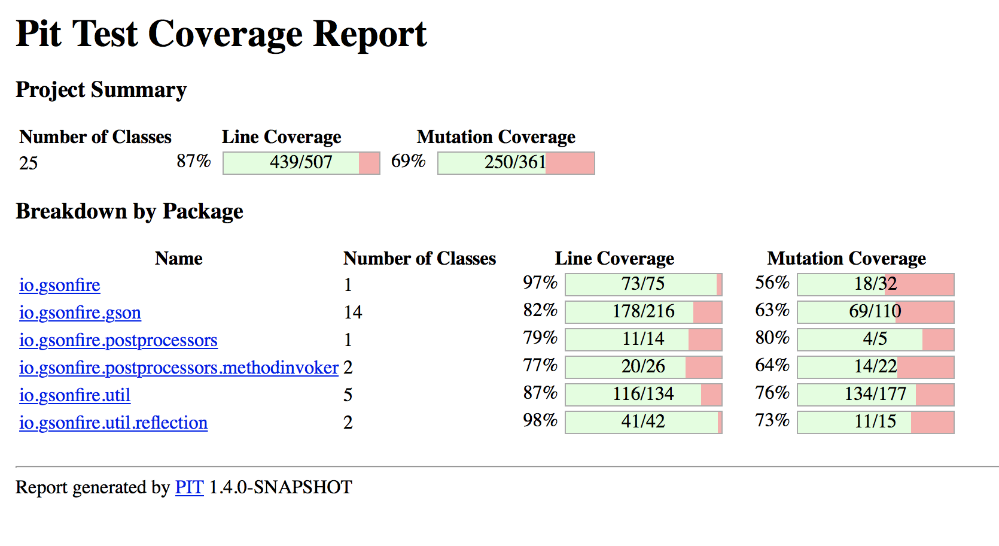 Pit Test Coverage Report
Project Summary
Number of Classes Line Coverage Mutation Coverage
25 87% 439/507 69% 250/361
Breakdown by Package
Name Number of Classes Line Coverage Mutation Coverage
io.gsonfire 1 97% 73/75 56% 18/32
io.gsonfire.gson 14 82% 178/216 63% 69/110
io.gsonfire.postprocessors 1 79% 11/14 80% 4/5
io.gsonfire.postprocessors.methodinvoker 2 77% 20/26 64% 14/22
io.gsonfire.util 5 87% 116/134 76% 134/177
io.gsonfire.util.reflection 2 98% 41/42 73% 11/15
Report generated by PIT 1.4.0-SNAPSHOT